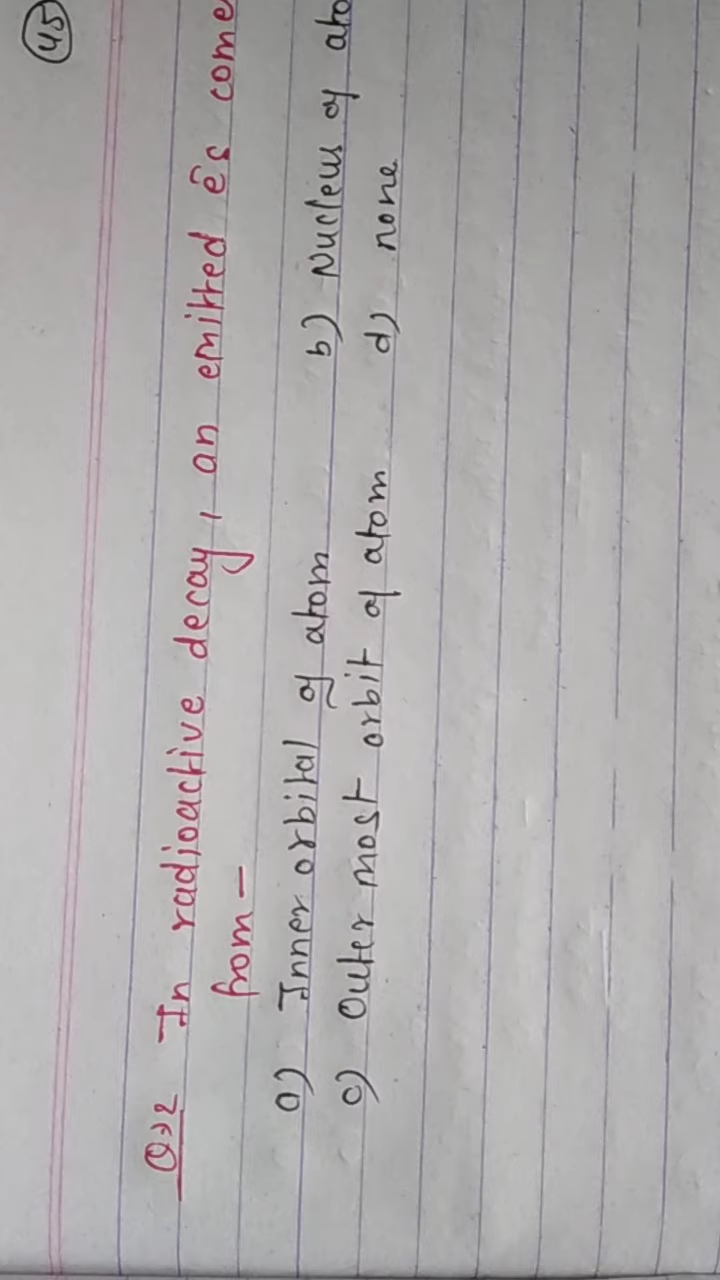 45
Q→2 In radioactive decay, an emitted ēs come
from -
a) Inner orbital of atom b) Nucleus of ato
c) Outer most orbit of atom d) none